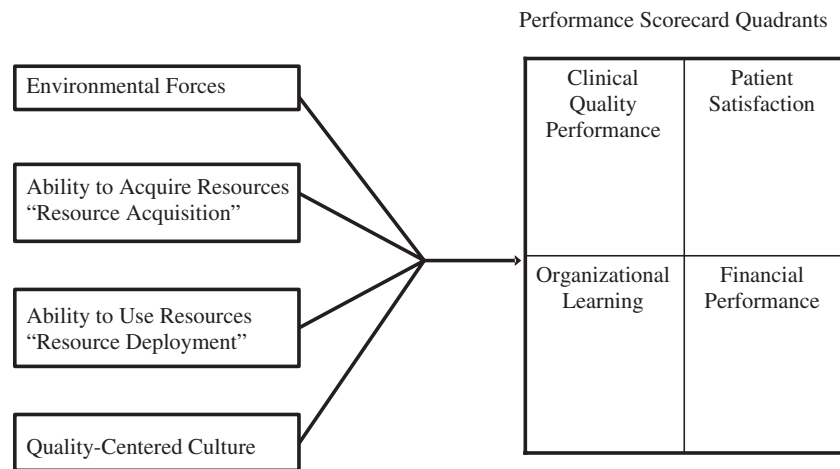 Performance Scorecard Quadrants
Environmental Forces
Ability to Acquire Resources
“Resource Acquisition”
Ability to Use Resources
“Resource Deployment”
Quality-Centered Culture
Clinical
Quality
Performance
Patient
Satisfaction
Organizational
Learning
Financial
Performance